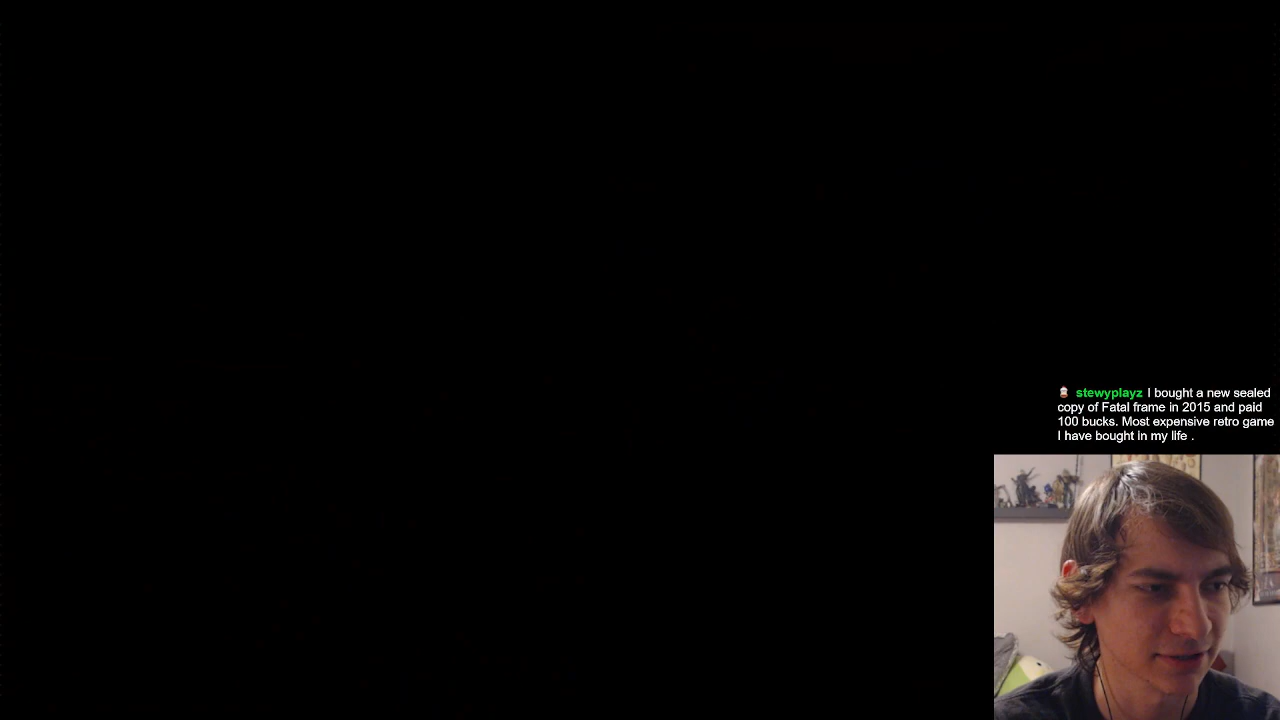 stewyplayz I bought a new sealed
copy of Fatal frame in 2015 and paid
100 bucks. Most expensive retro game
I have bought in my life .